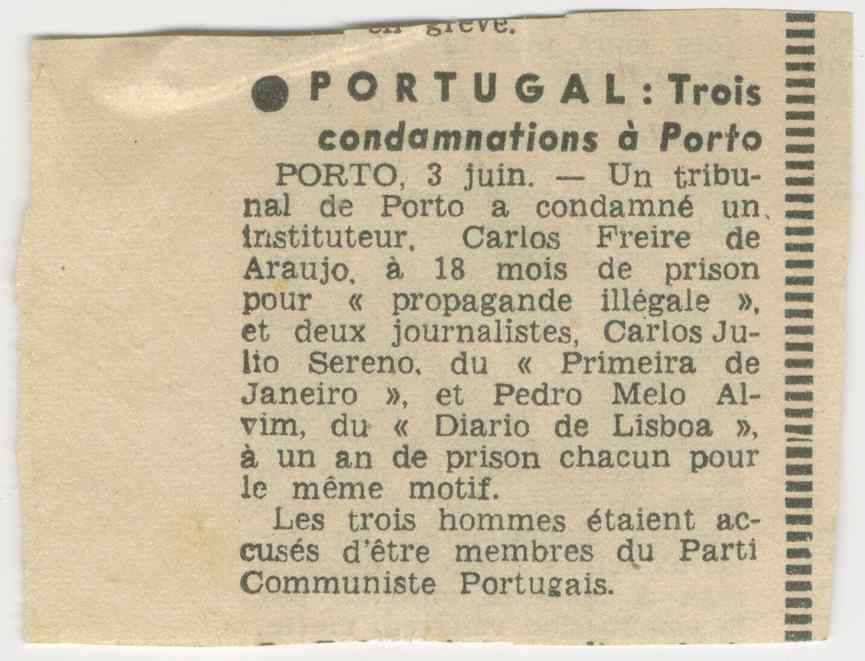 en grève.
● PORTUGAL : Trois
condamnations à Porto
PORTO, 3 juin. — Un tribu-
nal de Porto a condamné un
instituteur, Carlos Freire de
Araujo, à 18 mois de prison
pour « propagande illégale »,
et deux journalistes, Carlos Ju-
lio Sereno, du « Primeira de
Janeiro », et Pedro Melo Al-
vim, du « Diario de Lisboa »,
à un an de prison chacun pour
le même motif.
Les trois hommes étaient ac-
cusés d'être membres du Parti
Communiste Portugais.